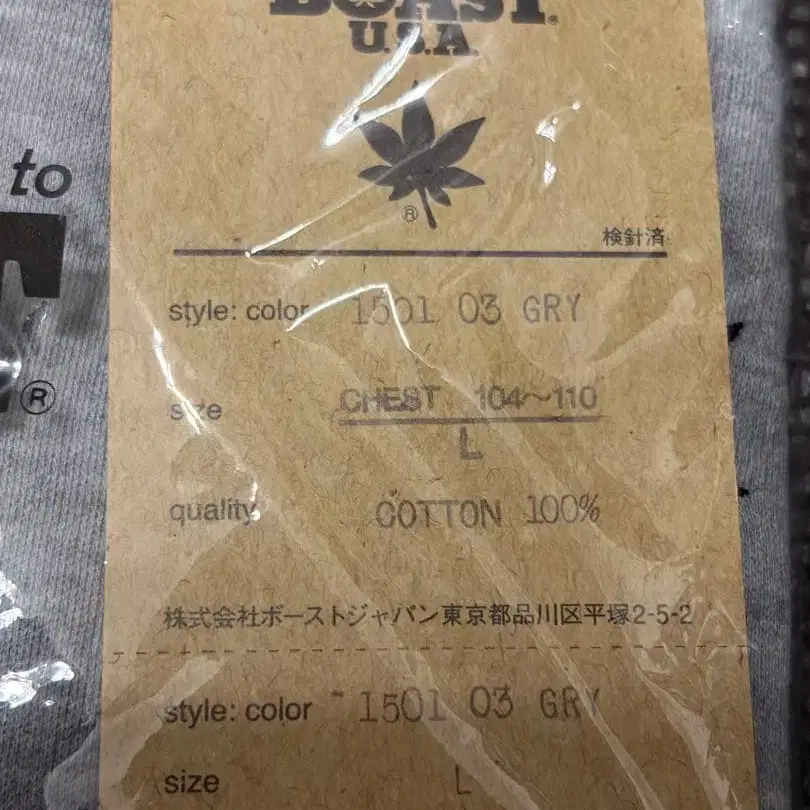 BOAST®
U.S.A.
®
検針済
to
®
style: color 1501 03 GRY
size CHEST 104～110
L
quality COTTON 100%
株式会社ボーストジャパン東京都品川区平塚2-5-2
style: color 1501 03 GRY
size L